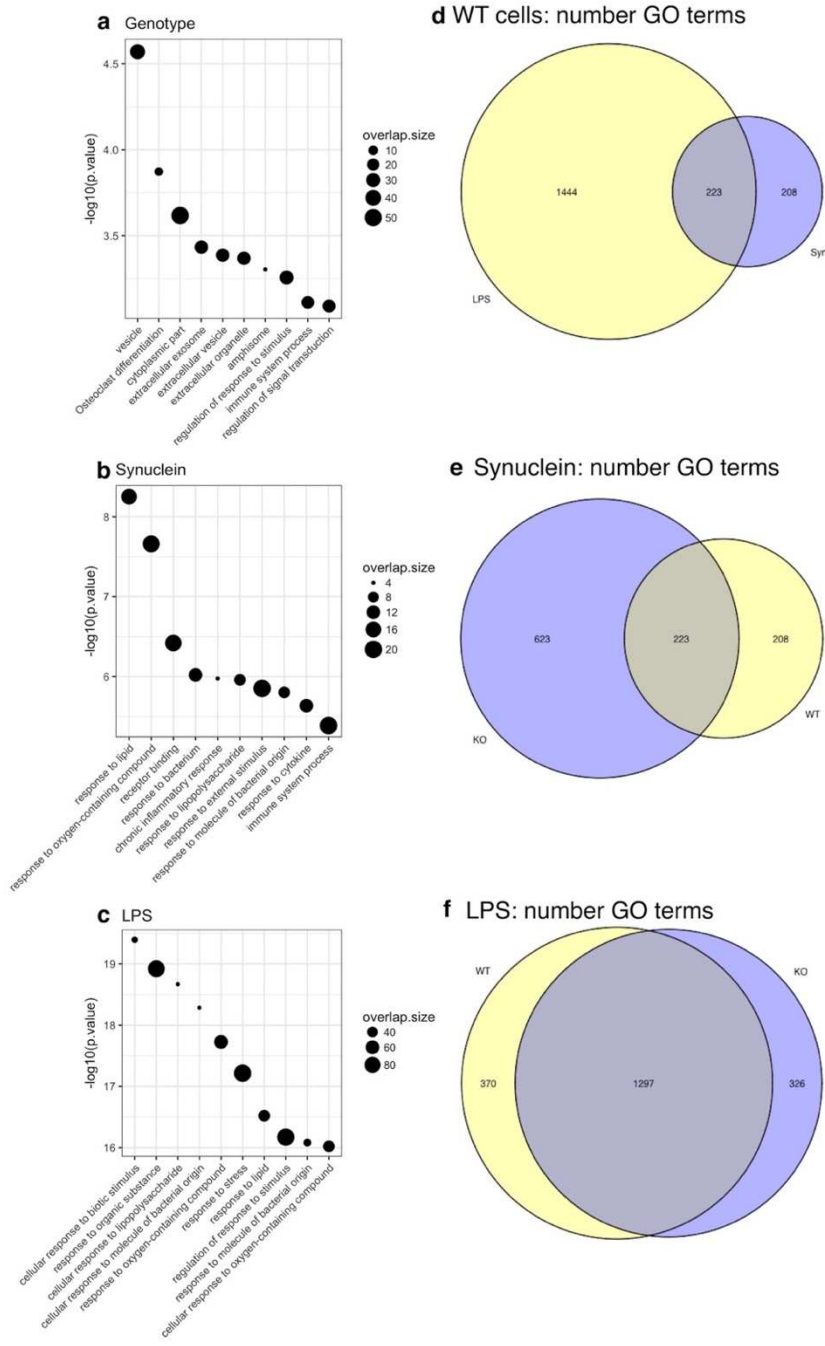 a Genotype
4.5
4.0
3.5
-log10(p.value)
vesicle
Osteoclast differentiation
cytoplasmic part
extracellular exosome
extracellular vesicle
extracellular organelle
amphisome
regulation of response to stimulus
immune system process
regulation of signal transduction
overlap.size
10
20
30
40
50
d WT cells: number GO terms
1444
223
208
LPS
Syr
b Synuclein
8
7
6
-log10(p.value)
response to lipid
response to oxygen-containing compound
receptor binding
response to bacterium
chronic inflammatory response
response to lipopolysaccharide
response to external stimulus
response to molecule of bacterial origin
response to cytokine
immune system process
overlap.size
4
8
12
16
20
e Synuclein: number GO terms
623
223
208
KO
WT
c LPS
19
18
17
16
-log10(p.value)
cellular response to biotic stimulus
response to organic substance
cellular response to lipopolysaccharide
cellular response to molecule of bacterial origin
response to oxygen-containing compound
response to stress
response to lipid
regulation of response to stimulus
response to molecule of bacterial origin
cellular response to oxygen-containing compound
overlap.size
40
60
80
f LPS: number GO terms
WT
KO
370
1297
326